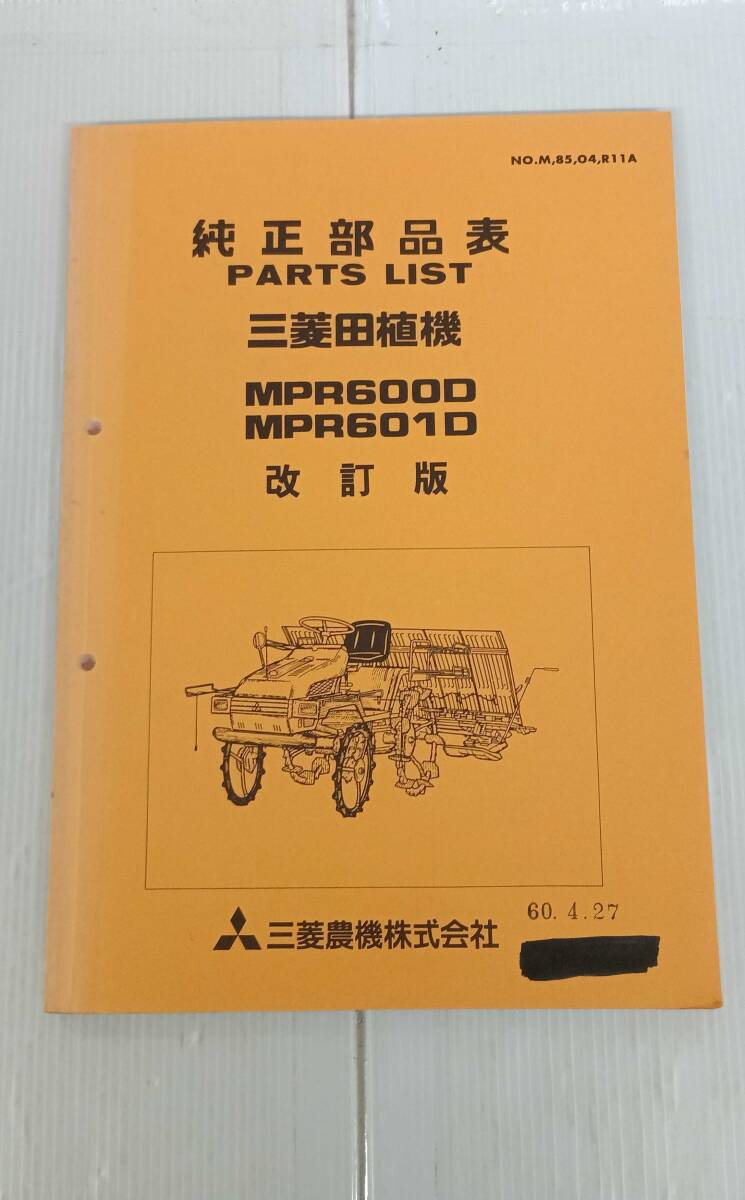 NO.M,85,04,R11A
純正部品表
PARTS LIST
三菱田植機
MPR600D
MPR601D
改訂版
三菱農機株式会社
60.4.27